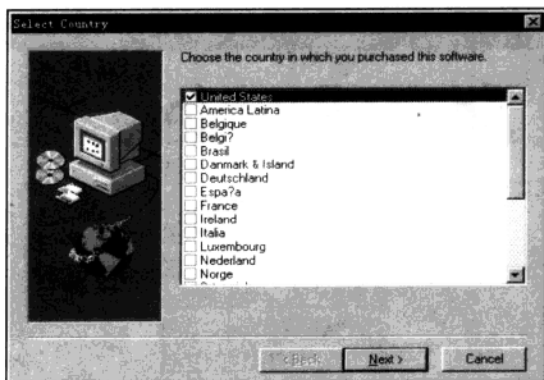 Select Country
Choose the country in which you purchased this software.
United States
America Latina
Belgique
Belgi?
Brasil
Danmark & Island
Deutschland
Espa?a
France
Ireland
Italia
Luxembourg
Nederland
Norge
< Back
Next >
Cancel